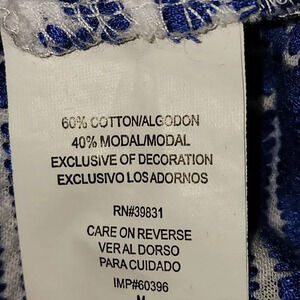 60% COTTON/ALGODON
40% MODAL/MODAL
EXCLUSIVE OF DECORATION
EXCLUSIVO LOS ADORNOS
RN#39831
CARE ON REVERSE
VER AL DORSO
PARA CUIDADO
IMP#60396
M